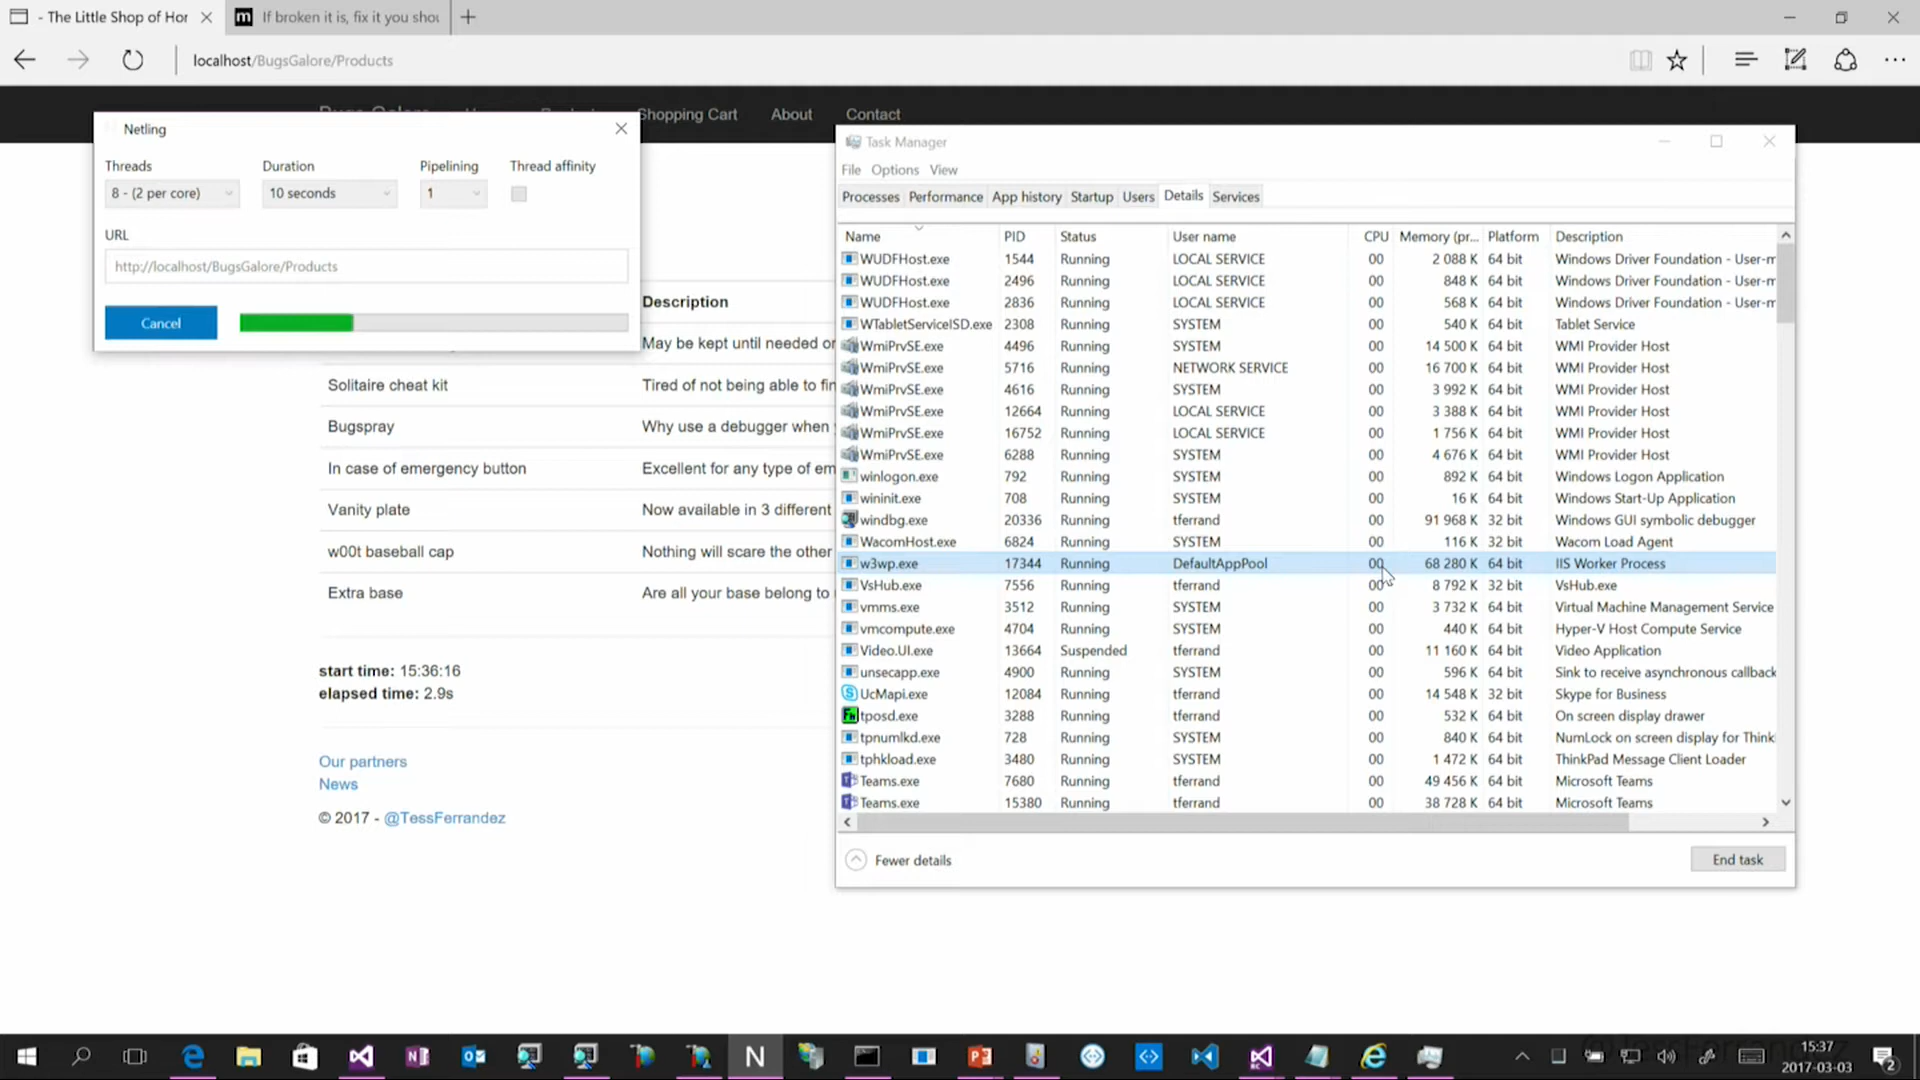 - The Little Shop of Hor
If broken it is, fix it you shou
localhost/BugsGalore/Products
Shopping Cart
About
Contact
Netling
Threads
Duration
Pipelining
Thread affinity
8 - (2 per core)
10 seconds
1
URL
http://localhost/BugsGalore/Products
Cancel
Description
May be kept until needed or
Solitaire cheat kit
Tired of not being able to fin
Bugspray
Why use a debugger when
In case of emergency button
Excellent for any type of em
Vanity plate
Now available in 3 different
w00t baseball cap
Nothing will scare the other
Extra base
Are all your base belong to
start time: 15:36:16
elapsed time: 2.9s
Our partners
News
© 2017 - @TessFerrandez
Task Manager
File Options View
Processes Performance App history Startup Users Details Services
Name PID Status User name CPU Memory (pr... Platform Description
WUDFHost.exe 1544 Running LOCAL SERVICE 00 2 088 K 64 bit Windows Driver Foundation - User-m
WUDFHost.exe 2496 Running LOCAL SERVICE 00 848 K 64 bit Windows Driver Foundation - User-m
WUDFHost.exe 2836 Running LOCAL SERVICE 00 568 K 64 bit Windows Driver Foundation - User-m
WTabletServiceISD.exe 2308 Running SYSTEM 00 540 K 64 bit Tablet Service
WmiPrvSE.exe 4496 Running SYSTEM 00 14 500 K 64 bit WMI Provider Host
WmiPrvSE.exe 5716 Running NETWORK SERVICE 00 16 700 K 64 bit WMI Provider Host
WmiPrvSE.exe 4616 Running SYSTEM 00 3 992 K 64 bit WMI Provider Host
WmiPrvSE.exe 12664 Running LOCAL SERVICE 00 3 388 K 64 bit WMI Provider Host
WmiPrvSE.exe 16752 Running LOCAL SERVICE 00 1 756 K 64 bit WMI Provider Host
WmiPrvSE.exe 6288 Running SYSTEM 00 4 676 K 64 bit WMI Provider Host
winlogon.exe 792 Running SYSTEM 00 892 K 64 bit Windows Logon Application
wininit.exe 708 Running SYSTEM 00 16 K 64 bit Windows Start-Up Application
windbg.exe 20336 Running tferrand 00 91 968 K 32 bit Windows GUI symbolic debugger
WacomHost.exe 6824 Running SYSTEM 00 116 K 32 bit Wacom Load Agent
w3wp.exe 17344 Running DefaultAppPool 00 68 280 K 64 bit IIS Worker Process
VsHub.exe 7556 Running tferrand 00 8 792 K 32 bit VsHub.exe
vmms.exe 3512 Running SYSTEM 00 3 732 K 64 bit Virtual Machine Management Service
vmcompute.exe 4704 Running SYSTEM 00 440 K 64 bit Hyper-V Host Compute Service
Video.UI.exe 13664 Suspended tferrand 00 11 160 K 64 bit Video Application
unsecapp.exe 4900 Running SYSTEM 00 596 K 64 bit Sink to receive asynchronous callback
UcMapi.exe 12084 Running tferrand 00 14 548 K 32 bit Skype for Business
tposd.exe 3288 Running tferrand 00 532 K 64 bit On screen display drawer
tpnumlkd.exe 728 Running SYSTEM 00 840 K 64 bit NumLock on screen display for Think
tphkload.exe 3480 Running SYSTEM 00 1 472 K 64 bit ThinkPad Message Client Loader
Teams.exe 7680 Running tferrand 00 49 456 K 64 bit Microsoft Teams
Teams.exe 15380 Running tferrand 00 38 728 K 64 bit Microsoft Teams
Fewer details
End task
15:37
2017-03-03
2